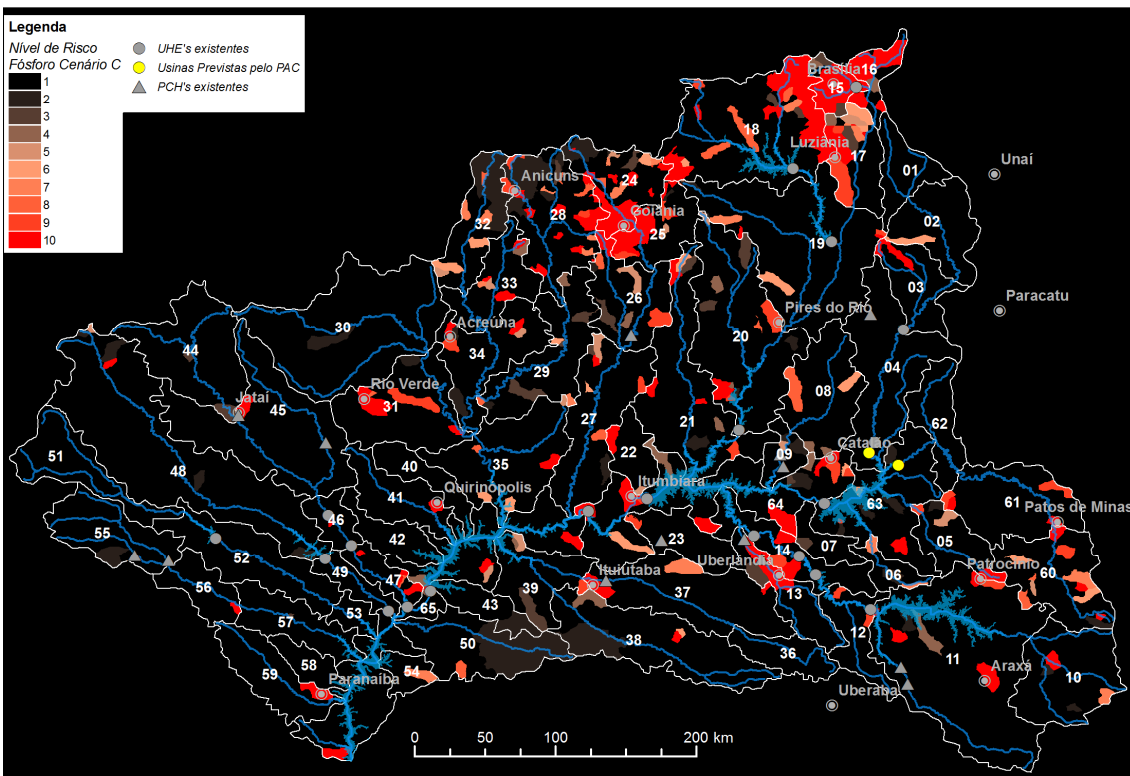 Legenda
Nível de Risco
Fósforo Cenário C
1
2
3
4
5
6
7
8
9
10
UHE's existentes
Usinas Previstas pelo PAC
PCH's existentes
Brasília
16
15
18
Luziânia
17
01
Unaí
02
Anicuns
24
28
Goiânia
25
32
19
03
33
26
Paracatu
30
Acreúna
Pires do Rio
20
34
44
04
29
08
Jataí
45
Rio Verde
31
27
21
62
22
Catalão
09
51
48
40
35
41
Quirinópolis
Itumbiara
64
63
61
Patos de Minas
46
42
23
07
05
55
52
14
Uberlândia
49
47
Ituiutaba
06
Patrocínio
60
56
39
37
13
53
65
43
57
12
50
38
36
11
58
54
59
Paranaíba
Araxá
10
Uberaba
0
50
100
200 km